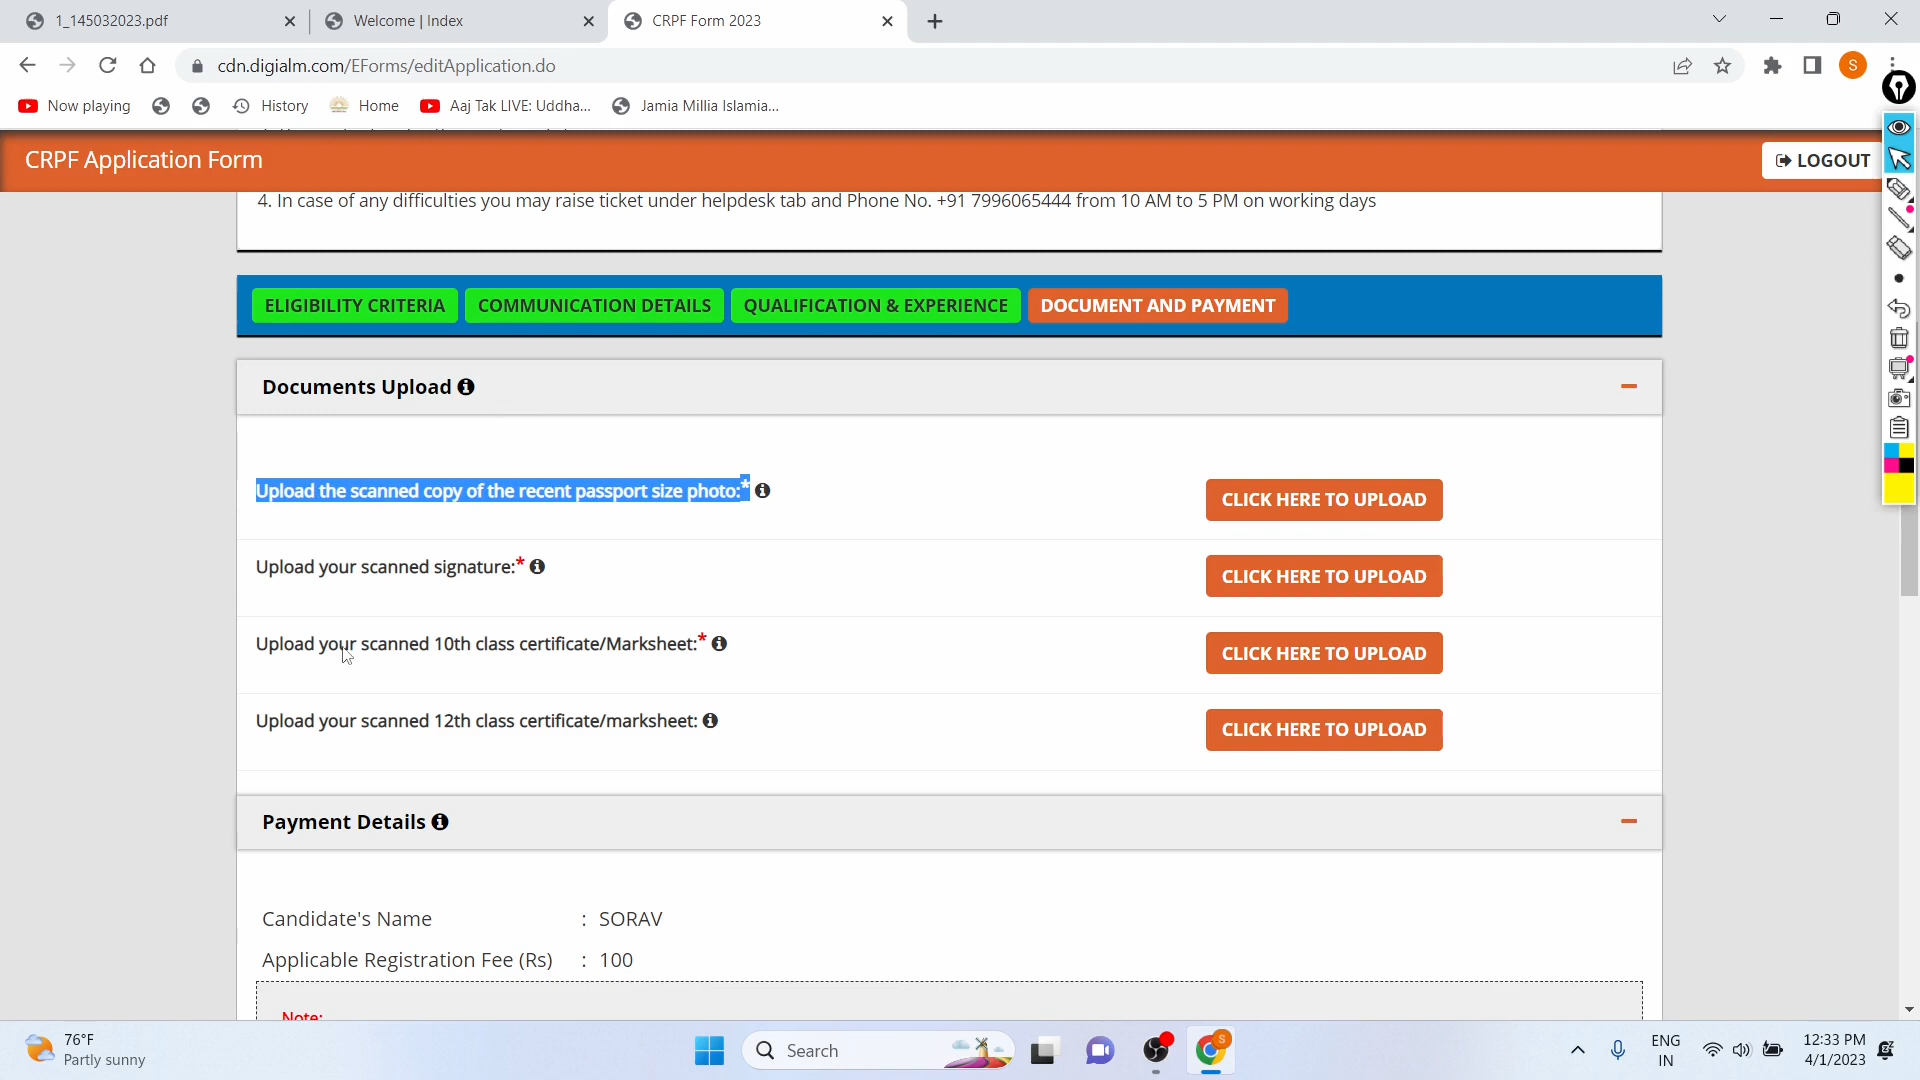 1_145032023.pdf
Welcome | Index
CRPF Form 2023
cdn.digialm.com/EForms/editApplication.do
S
Now playing
History
Home
Aaj Tak LIVE: Uddha...
Jamia Millia Islamia...
CRPF Application Form
LOGOUT
4. In case of any difficulties you may raise ticket under helpdesk tab and Phone No. +91 7996065444 from 10 AM to 5 PM on working days
ELIGIBILITY CRITERIA
COMMUNICATION DETAILS
QUALIFICATION & EXPERIENCE
DOCUMENT AND PAYMENT
Documents Upload
Upload the scanned copy of the recent passport size photo:*
CLICK HERE TO UPLOAD
Upload your scanned signature:*
CLICK HERE TO UPLOAD
Upload your scanned 10th class certificate/Marksheet:*
CLICK HERE TO UPLOAD
Upload your scanned 12th class certificate/marksheet:
CLICK HERE TO UPLOAD
Payment Details
Candidate's Name : SORAV
Applicable Registration Fee (Rs) : 100
Note:
76°F
Partly sunny
Search
S
ENG
IN
12:33 PM
4/1/2023